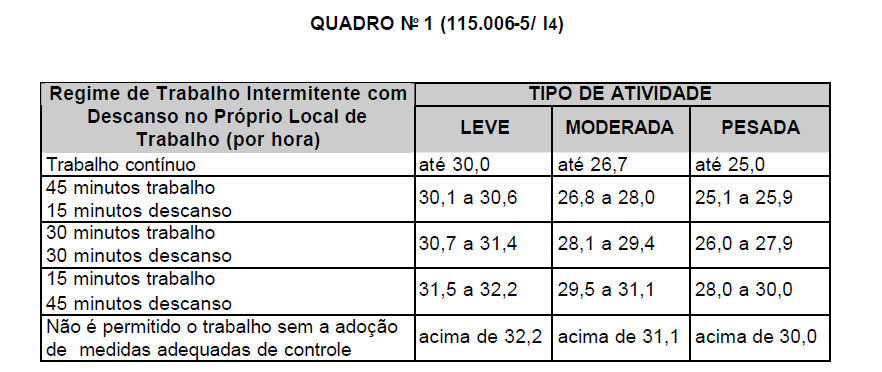 QUADRO Nº 1 (115.006-5/ I4)
Regime de Trabalho Intermitente com
Descanso no Próprio Local de
Trabalho (por hora)
TIPO DE ATIVIDADE
LEVE MODERADA PESADA
Trabalho contínuo até 30,0 até 26,7 até 25,0
45 minutos trabalho
15 minutos descanso
30,1 a 30,6 26,8 a 28,0 25,1 a 25,9
30 minutos trabalho
30 minutos descanso
30,7 a 31,4 28,1 a 29,4 26,0 a 27,9
15 minutos trabalho
45 minutos descanso
31,5 a 32,2 29,5 a 31,1 28,0 a 30,0
Não é permitido o trabalho sem a adoção
de medidas adequadas de controle
acima de 32,2 acima de 31,1 acima de 30,0